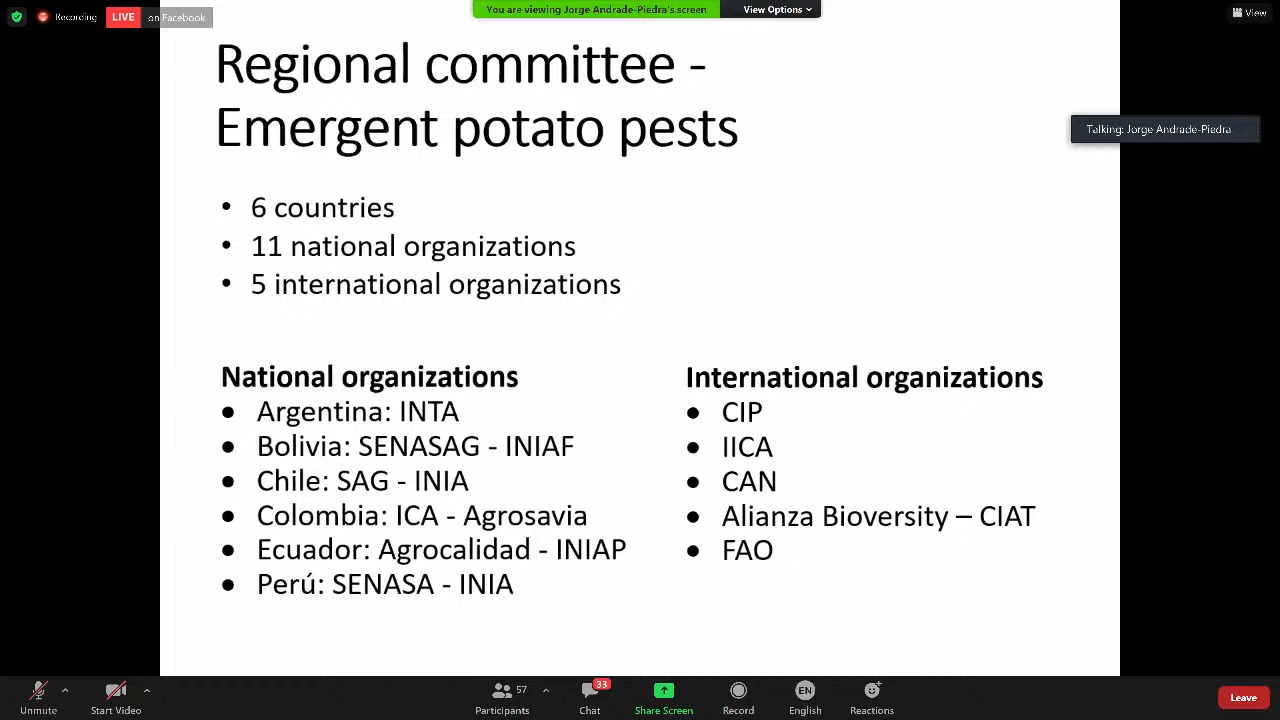 Recording LIVE on Facebook
You are viewing Jorge Andrade-Piedra's screen
View Options
View
Regional committee -
Emergent potato pests
Talking: Jorge Andrade-Piedra
• 6 countries
• 11 national organizations
• 5 international organizations
National organizations
● Argentina: INTA
● Bolivia: SENASAG - INIAF
● Chile: SAG - INIA
● Colombia: ICA - Agrosavia
● Ecuador: Agrocalidad - INIAP
● Perú: SENASA - INIA
International organizations
● CIP
● IICA
● CAN
● Alianza Bioversity – CIAT
● FAO
Unmute
Start Video
57
Participants
33
Chat
Share Screen
Record
EN
English
Reactions
Leave